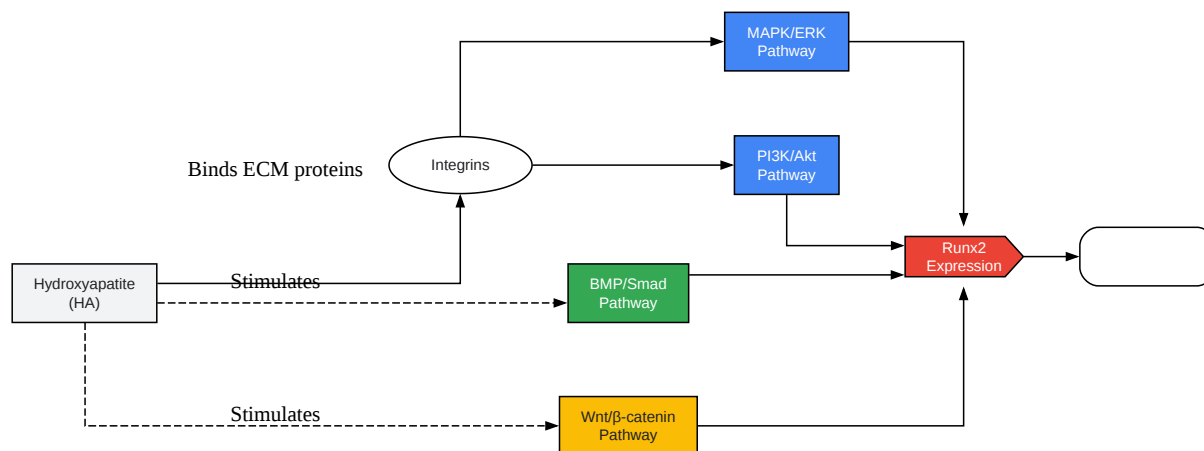 MAPK/ERK
Pathway
Binds ECM proteins
Integrins
PI3K/Akt
Pathway
Runx2
Expression
Hydroxyapatite
(HA)
Stimulates
BMP/Smad
Pathway
Stimulates
Wnt/β-catenin
Pathway